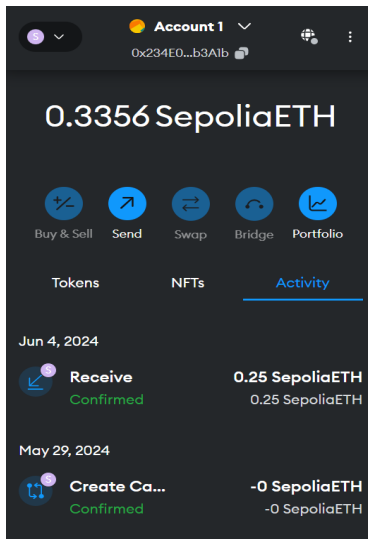 S
Account 1
0x234E0...b3A1b
0.3356 SepoliaETH
Buy & Sell
Send
Swap
Bridge
Portfolio
Tokens
NFTs
Activity
Jun 4, 2024
S
Receive
0.25 SepoliaETH
Confirmed
0.25 SepoliaETH
May 29, 2024
S
Create Ca...
-0 SepoliaETH
Confirmed
-0 SepoliaETH